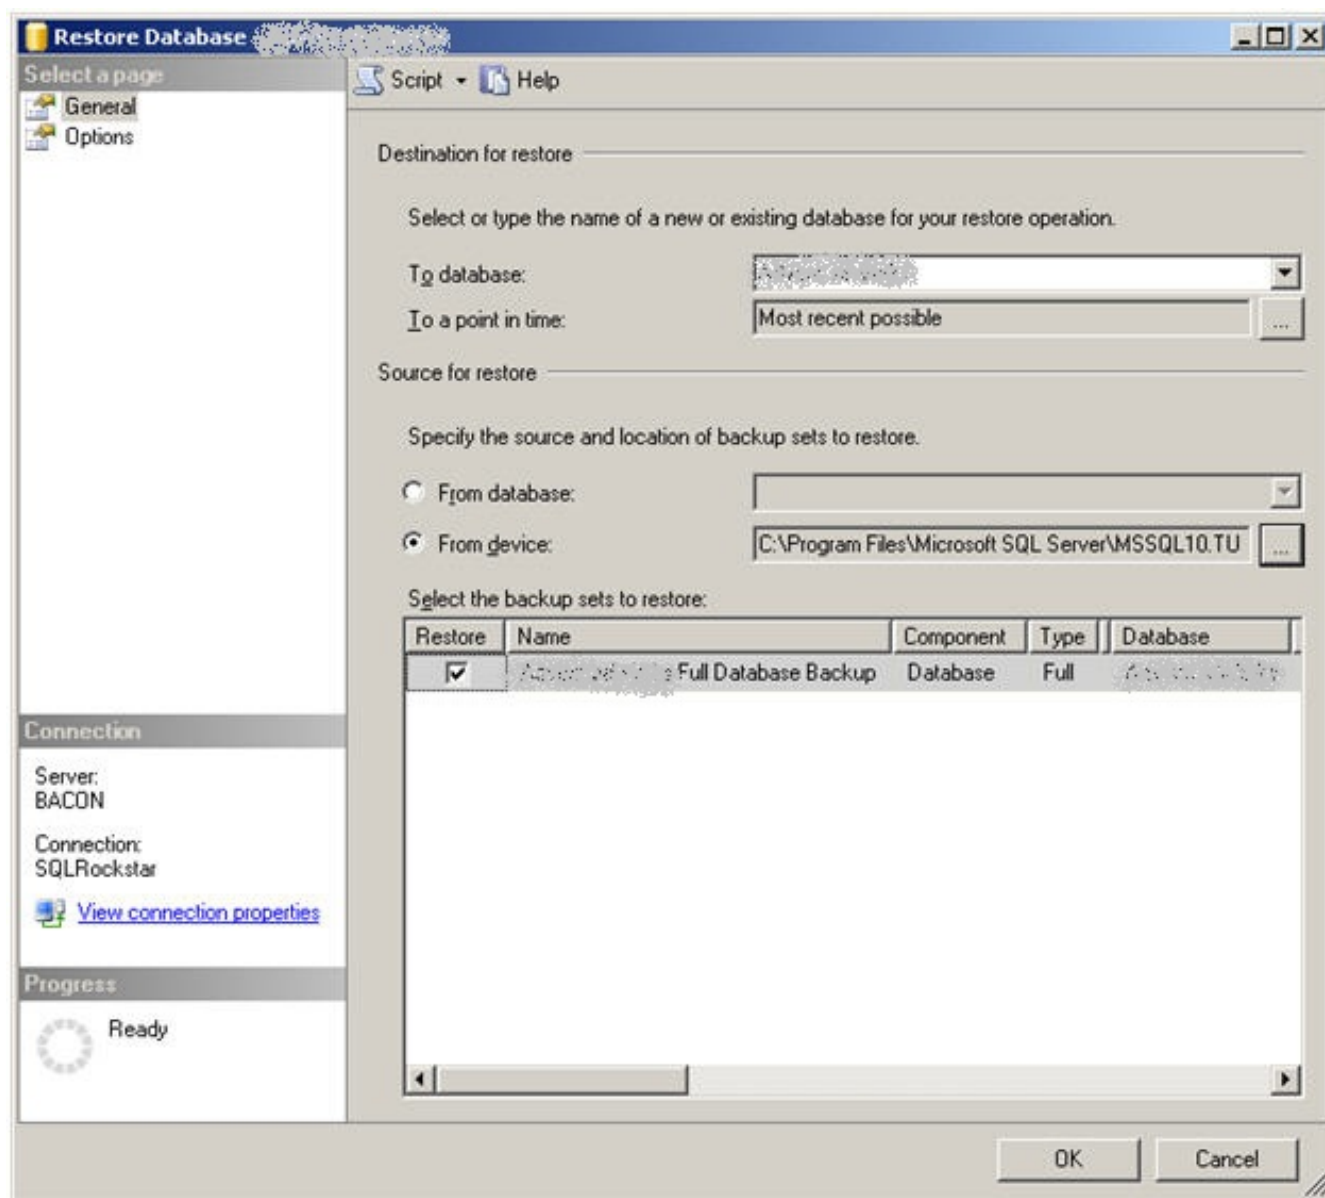 Restore Database
Select a page
General
Options
Script Help
Destination for restore
Select or type the name of a new or existing database for your restore operation.
To database:
To a point in time: Most recent possible ...
Source for restore
Specify the source and location of backup sets to restore.
From database:
From device: C:\Program Files\Microsoft SQL Server\MSSQL10.TU ...
Select the backup sets to restore:
Restore Name Component Type Database
Full Database Backup Database Full
Connection
Server:
BACON
Connection:
SQLRockstar
View connection properties
Progress
Ready
OK Cancel